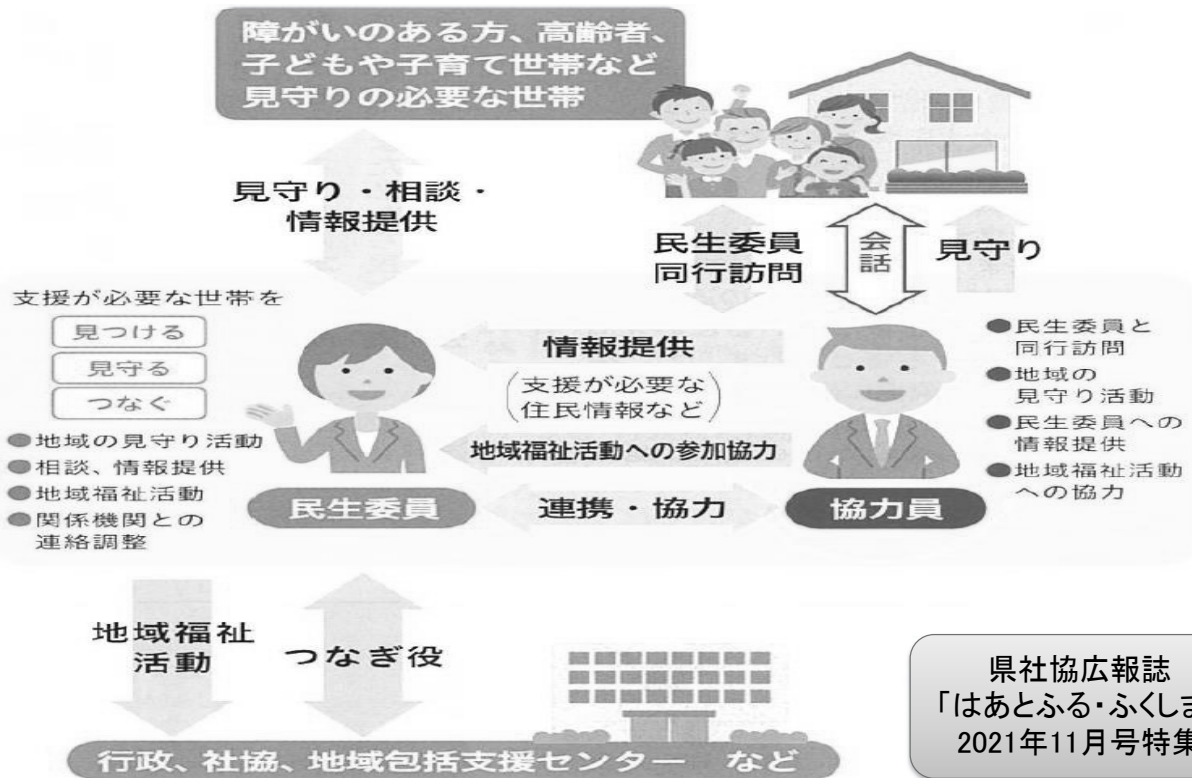 障がいのある方、高齢者、
子どもや子育て世帯など
見守りの必要な世帯
見守り・相談・
情報提供
民生委員
同行訪問
会話
見守り
支援が必要な世帯を
見つける
見守る
つなぐ
●地域の見守り活動
●相談、情報提供
●地域福祉活動
●関係機関との
連絡調整
情報提供
(支援が必要な
住民情報など)
地域福祉活動への参加協力
民生委員
連携・協力
協力員
●民生委員と
同行訪問
●地域の
見守り活動
●民生委員への
情報提供
●地域福祉活動
への協力
地域福祉
活動
つなぎ役
行政、社協、地域包括支援センター など
県社協広報誌
「はあとふる・ふくしま
2021年11月号特集